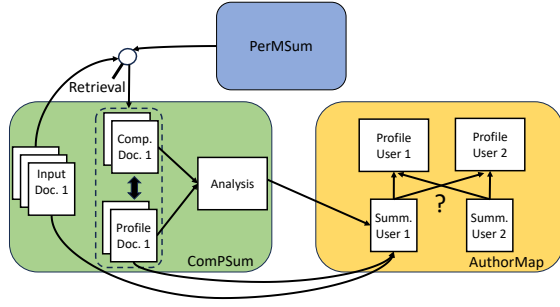 PerMSum
Retrieval
Input
Doc. 1
Comp.
Doc. 1
Profile
Doc. 1
Analysis
ComPSum
Profile
User 1
Profile
User 2
?
Summ.
User 1
Summ.
User 2
AuthorMap